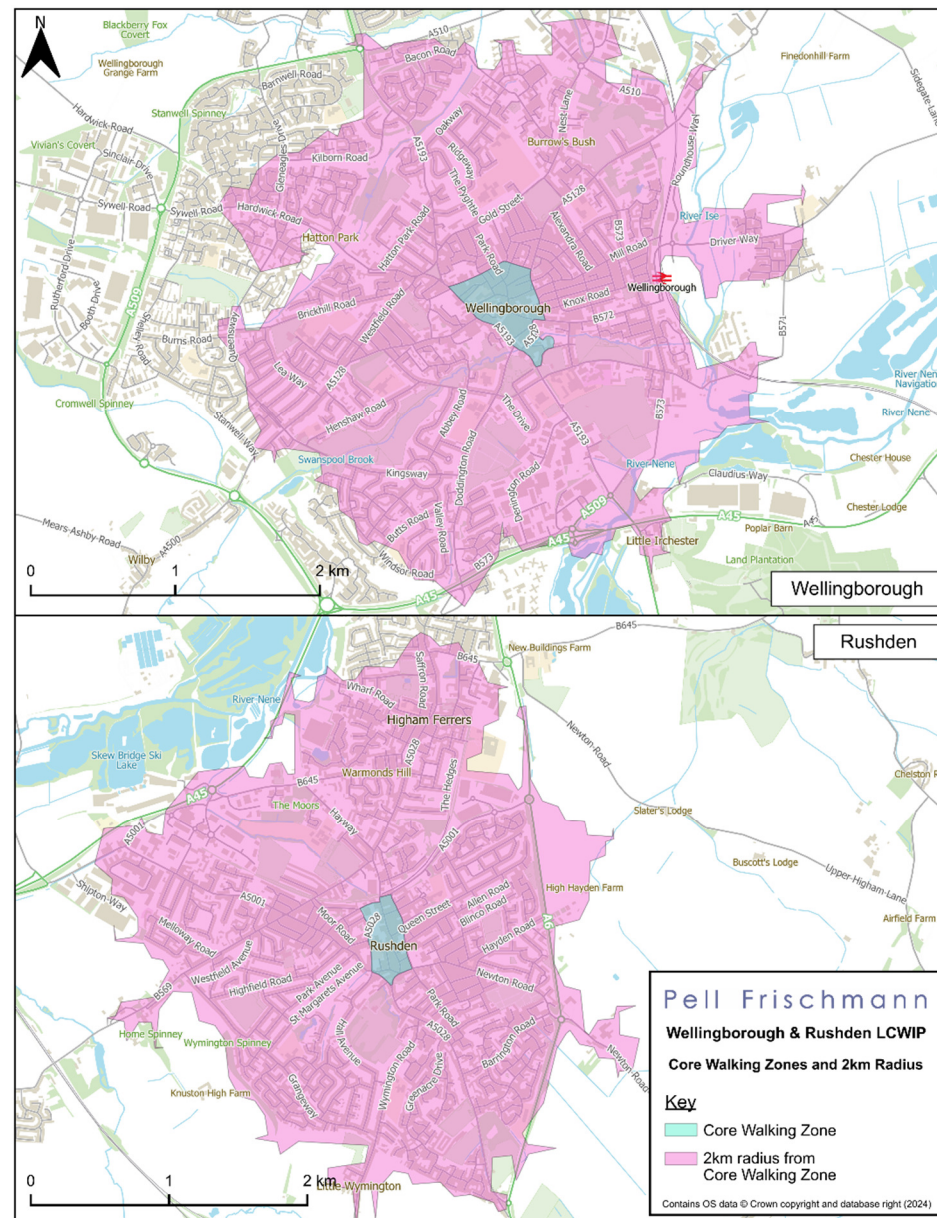 N
Blackberry Fox
Covert
Wellingborough
Grange Farm
Barnwell Road
A510
Bacon Road
Finedonhill Farm
Sidegate Lane
Stanwell Spinney
Hardwick Road
Vivian's Covert
Sinclair Drive
Gleneagles Drive
Kilborn Road
A5193
Oakway
Nest Lane
A510
Burrow's Bush
Roundhouse Way
Ridgeway
The Pyghtle
Sywell Road
Sywell Road
Hardwick Road
Gold Street
A5128
Hatton Park
Hatton Park Road
Park Road
Alexandra Road
B573
Mill Road
River Ise
Driver Way
Rutherford Drive
Booth Drive
A509
Shelley Road
Burns Road
Queensway
Brickhill Road
Westfield Road
Wellingborough
Knox Road
Wellingborough
A5193
A5128
B572
B571
Lea Way
A5128
Henshaw Road
Abbey Road
The Drive
A5193
B573
River Nene
Navigation
River Nene
Cromwell Spinney
Stanwell Way
Swanspool Brook
Kingsway
Doddington Road
Dennington Road
River Nene
Claudius Way
Chester House
Chester Lodge
Butts Road
Valley Road
A509
A45
A45
A45
Poplar Barn
Little Irchester
Land Plantation
Mears Ashby Road
Wilby
A4500
Windsor Road
B573
A45
0
1
2 km
Wellingborough
B645
Rushden
New Buildings Farm
Saffron Road
B645
Wharf Road
River Nene
Higham Ferrers
Skew Bridge Ski
Lake
A5028
Newton Road
Chelston R
Warmonds Hill
The Hedges
B645
A45
The Moors
Hayway
A5001
A5001
Slater's Lodge
Buscott's Lodge
Upper Higham Lane
Airfield Farm
Shipton Way
A5001
Moor Road
A5028
Queen Street
Allen Road
Blinco Road
High Hayden Farm
A6
Rushden
Hayden Road
Melloway Road
Westfield Avenue
Highfield Road
Park Avenue
St Margarets Avenue
Newton Road
B569
Home Spinney
Wymington Spinney
Hall Avenue
Park Road
A5028
Barrington Road
Newton Road
Knuston High Farm
Grangeway
Wymington Road
Greenacre Drive
Little Wymington
0
1
2 km
Pell Frischmann
Wellingborough & Rushden LCWIP
Core Walking Zones and 2km Radius
Key
Core Walking Zone
2km radius from
Core Walking Zone
Contains OS data © Crown copyright and database right (2024)